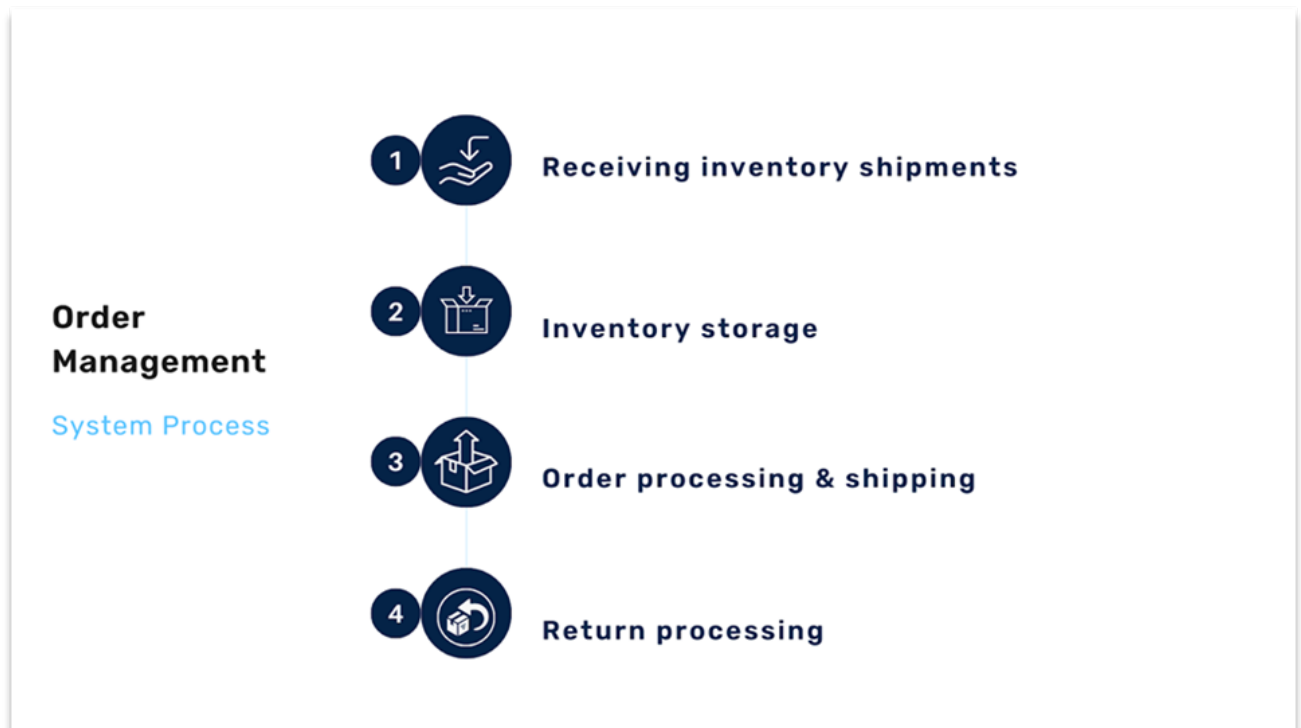 Order
Management
System Process
1
Receiving inventory shipments
2
Inventory storage
3
Order processing & shipping
4
Return processing